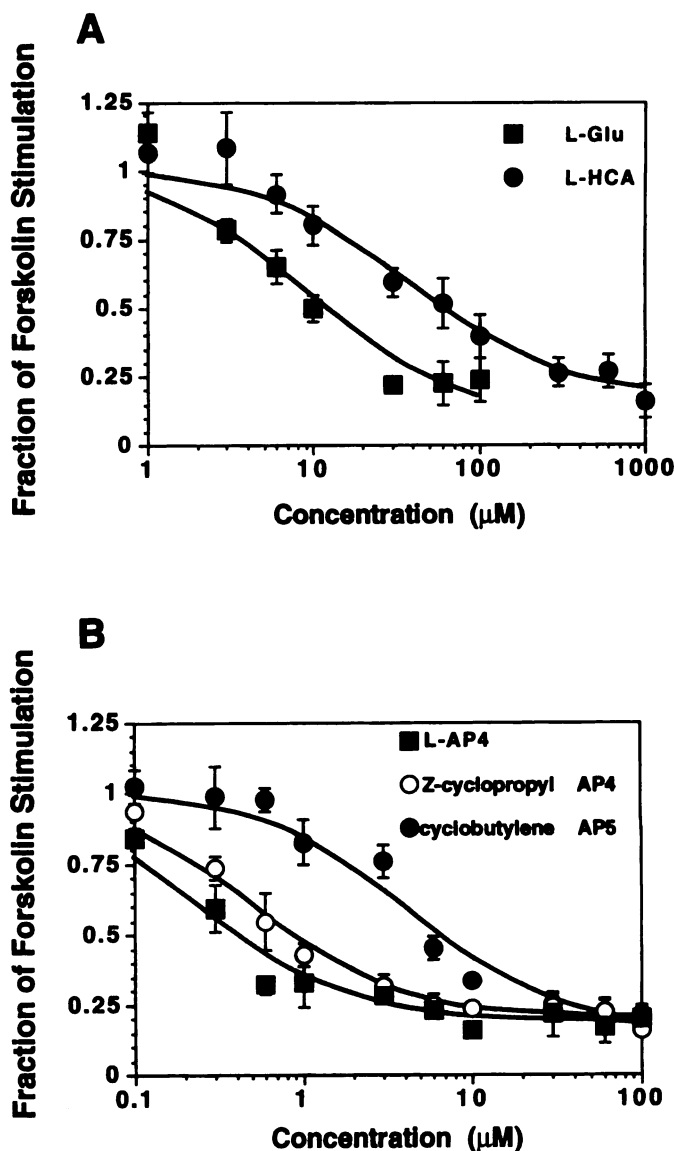 A
Fraction of Forskolin Stimulation
1.25
1
0.75
0.5
0.25
0
L-Glu
L-HCA
1 10 100 1000
Concentration (μM)
B
Fraction of Forskolin Stimulation
1.25
1
0.75
0.5
0.25
0
L-AP4
Z-cyclopropyl AP4
cyclobutylene AP5
0.1 1 10 100
Concentration (μM)